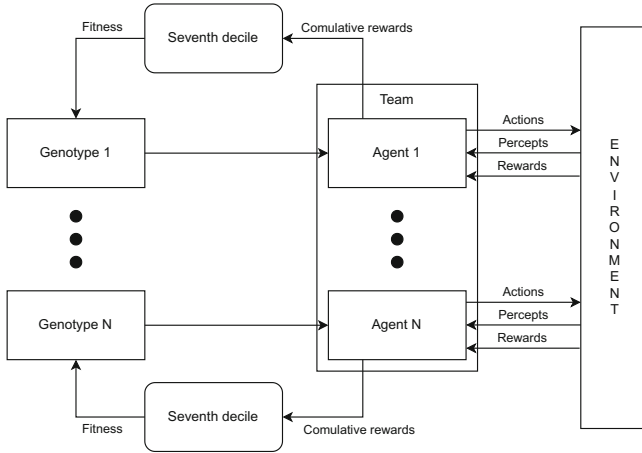 Fitness
Seventh decile
Comulative rewards
Team
Genotype 1
Agent 1
Actions
Percepts
Rewards
ENVIRONMENT
Genotype N
Agent N
Actions
Percepts
Rewards
Fitness
Seventh decile
Comulative rewards